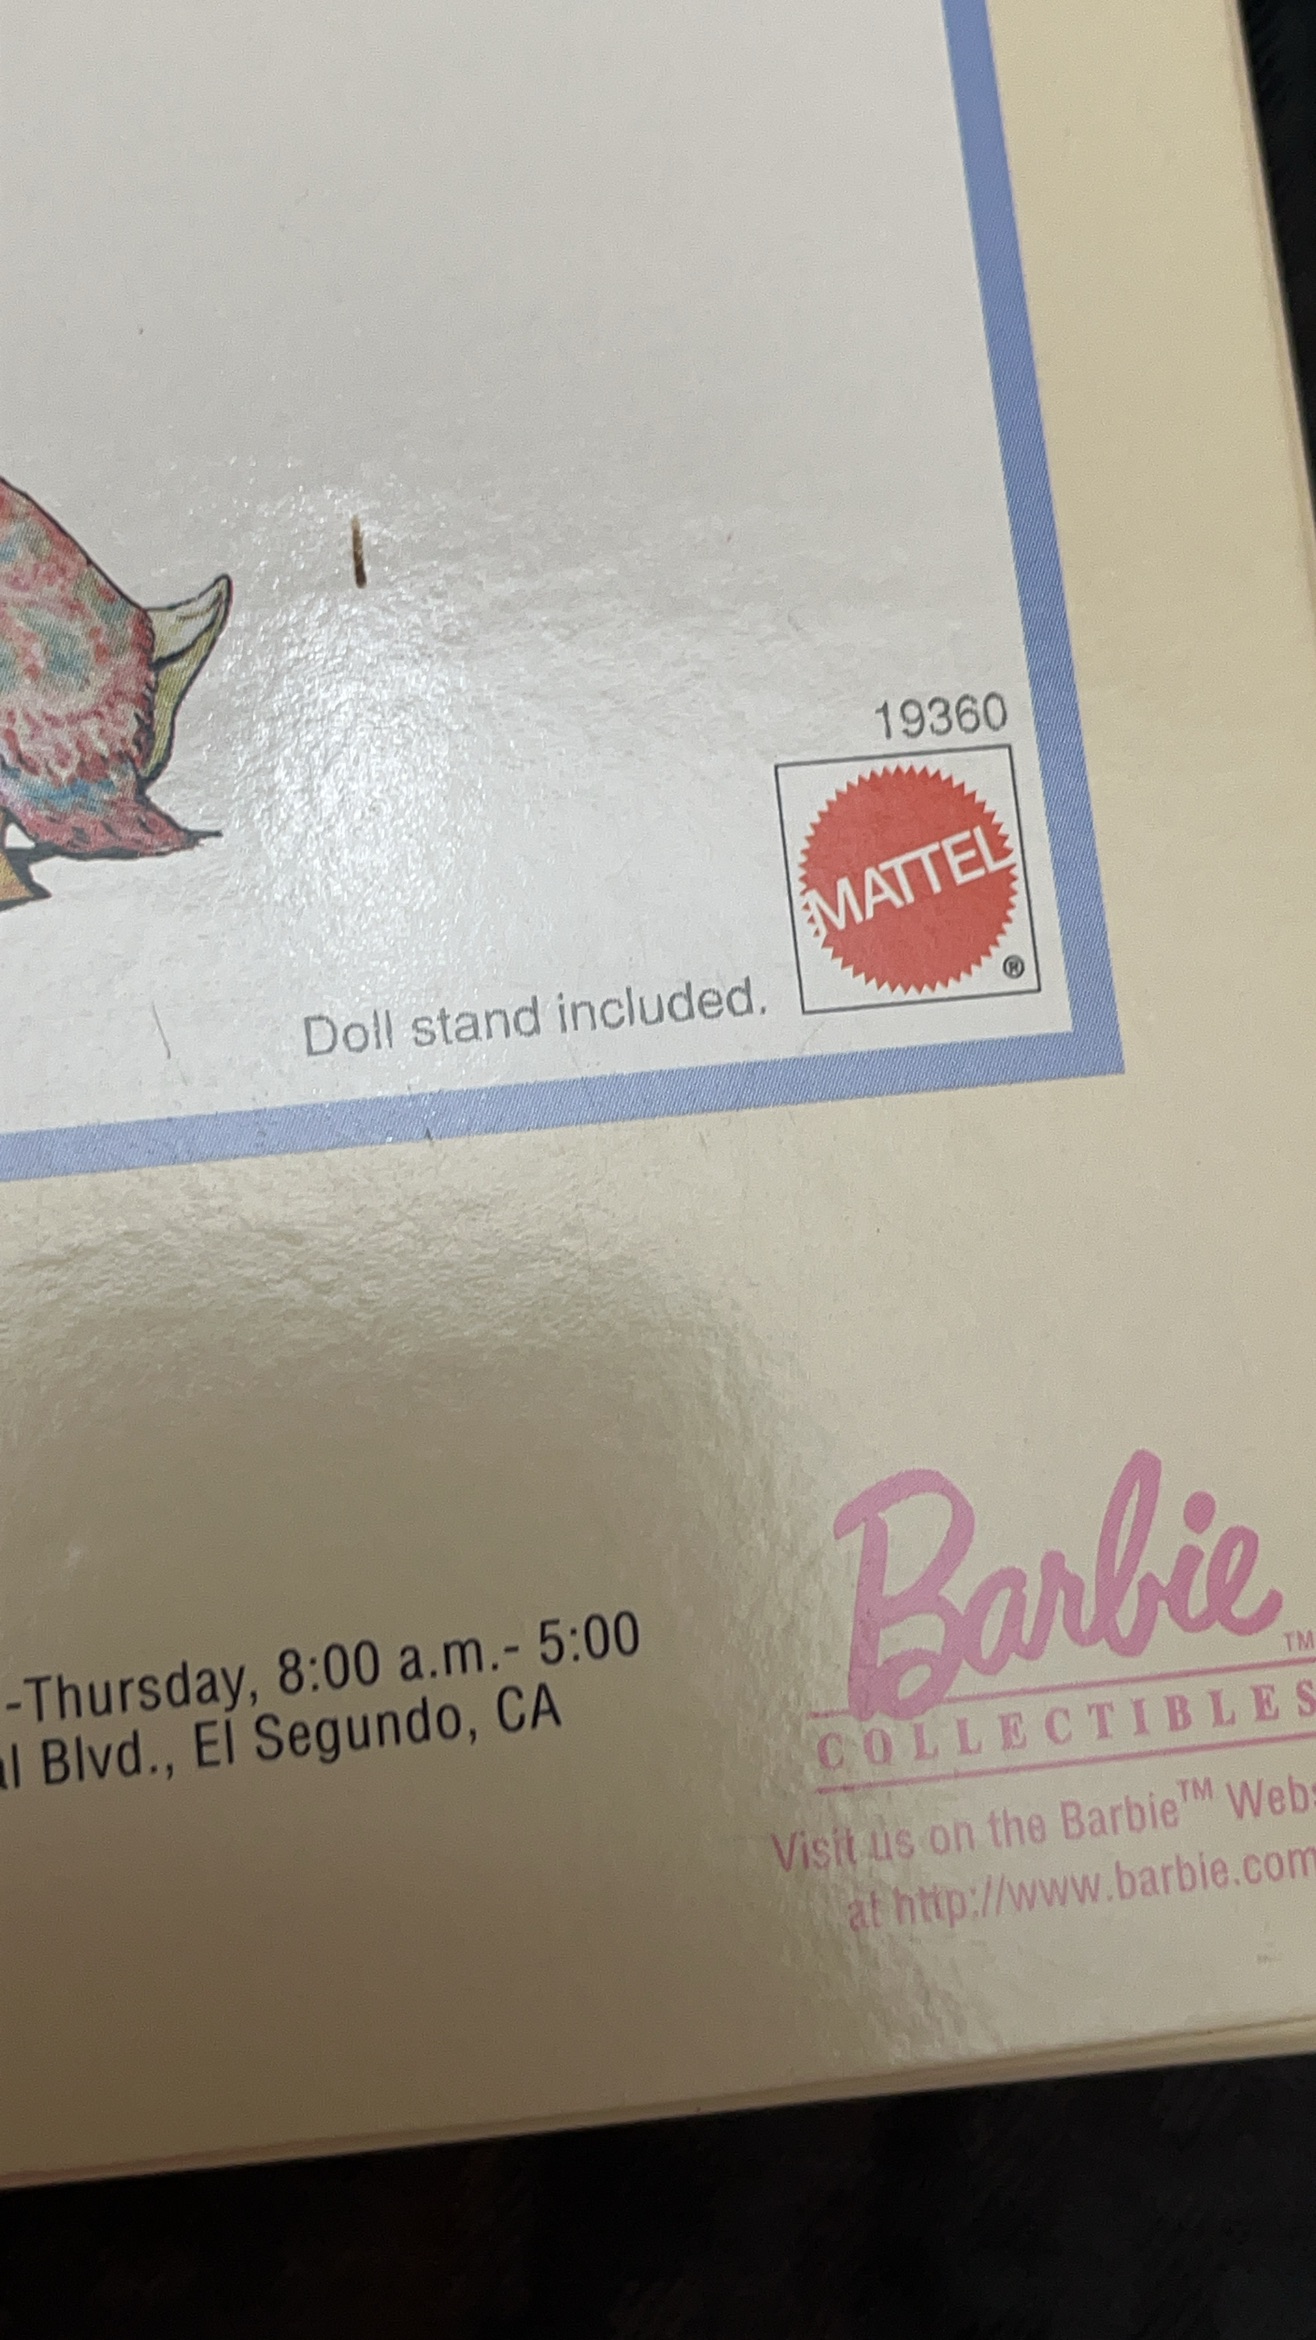 19360
MATTEL
®
Doll stand included.
-Thursday, 8:00 a.m.- 5:00
Blvd., El Segundo, CA
Barbie
TM
COLLECTIBLES
Visit us on the Barbie™
at http://www.barbie.com